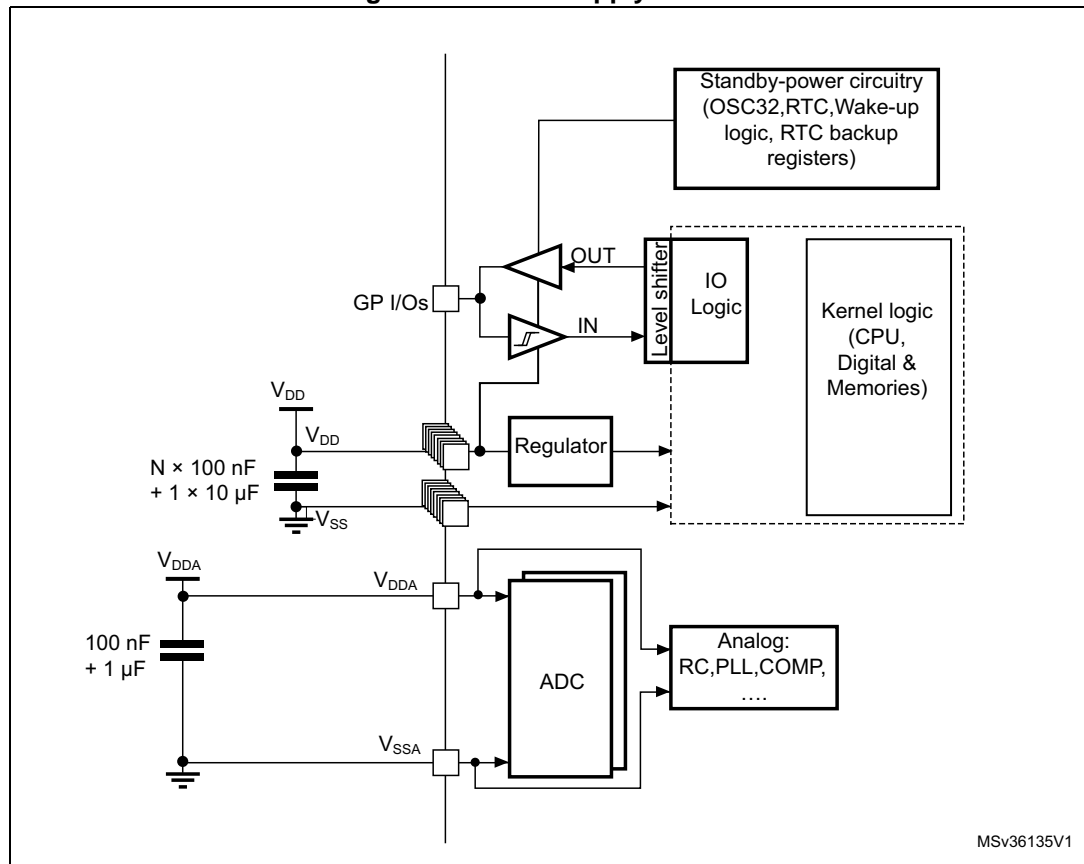 Standby-power circuitry
(OSC32,RTC,Wake-up
logic, RTC backup
registers)
OUT
Level shifter
IO
Logic
GP I/Os
IN
Kernel logic
(CPU,
Digital &
Memories)
VDD
VDD
Regulator
N × 100 nF
+ 1 × 10 µF
VSS
VDDA
VDDA
100 nF
+ 1 µF
ADC
Analog:
RC,PLL,COMP,
….
VSSA
MSv36135V1